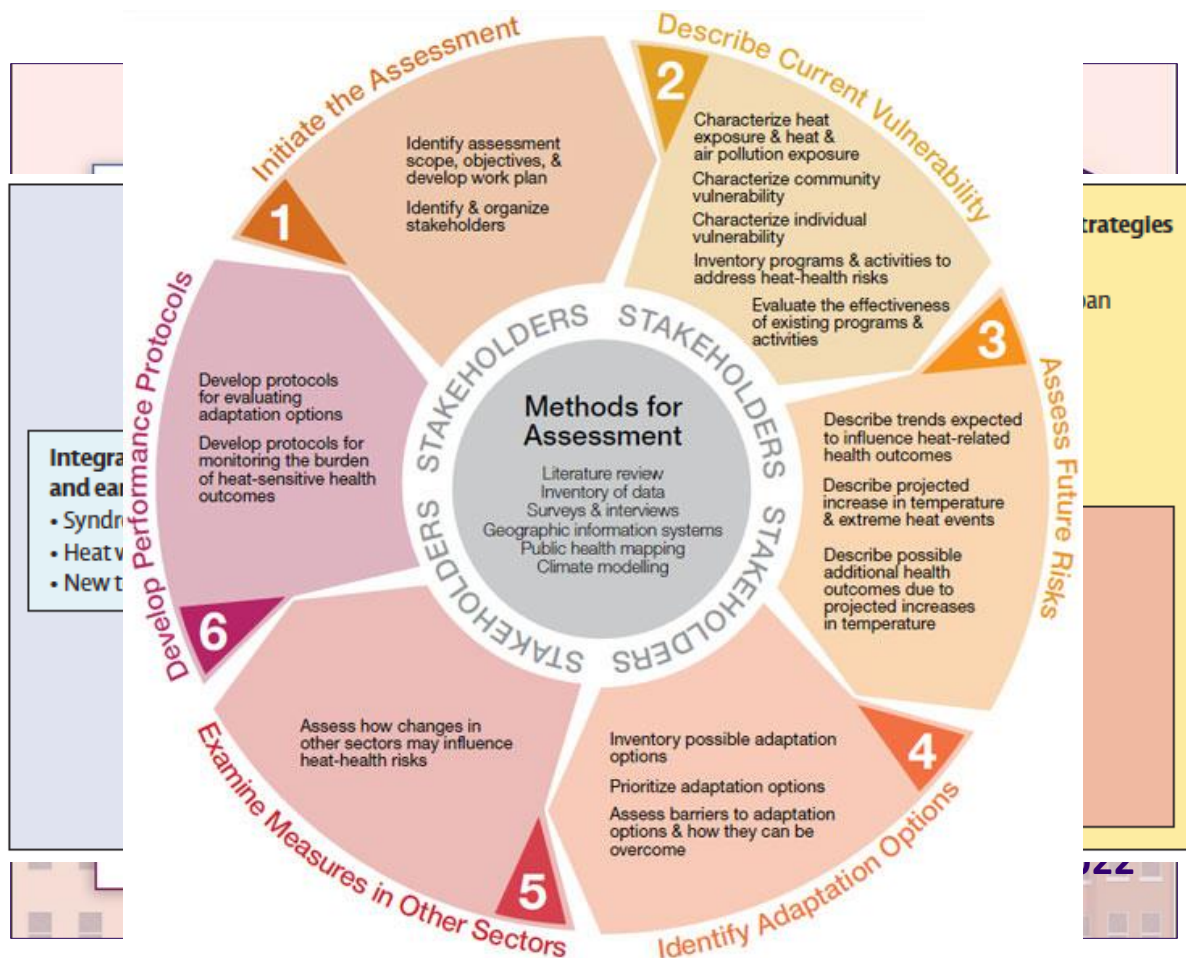 Initiate the Assessment
1
Identify assessment
scope, objectives, &
develop work plan
Identify & organize
stakeholders
Describe Current Vulnerability
2
Characterize heat
exposure & heat &
air pollution exposure
Characterize community
vulnerability
Characterize individual
vulnerability
Inventory programs & activities to
address heat-health risks
Evaluate the effectiveness
of existing programs &
activities
Assess Future Risks
3
Describe trends expected
to influence heat-related
health outcomes
Describe projected
increase in temperature
& extreme heat events
Describe possible
additional health
outcomes due to
projected increases
in temperature
Identify Adaptation Options
4
Inventory possible adaptation
options
Prioritize adaptation options
Assess barriers to adaptation
options & how they can be
overcome
Examine Measures in Other Sectors
5
Assess how changes in
other sectors may influence
heat-health risks
Develop Performance Protocols
6
Develop protocols
for evaluating
adaptation options
Develop protocols for
monitoring the burden
of heat-sensitive health
outcomes
STAKEHOLDERS STAKEHOLDERS STAKEHOLDERS STAKEHOLDERS STAKEHOLDERS STAKEHOLDERS
Methods for
Assessment
Literature review
Inventory of data
Surveys & interviews
Geographic information systems
Public health mapping
Climate modelling
and
• Heat
• New